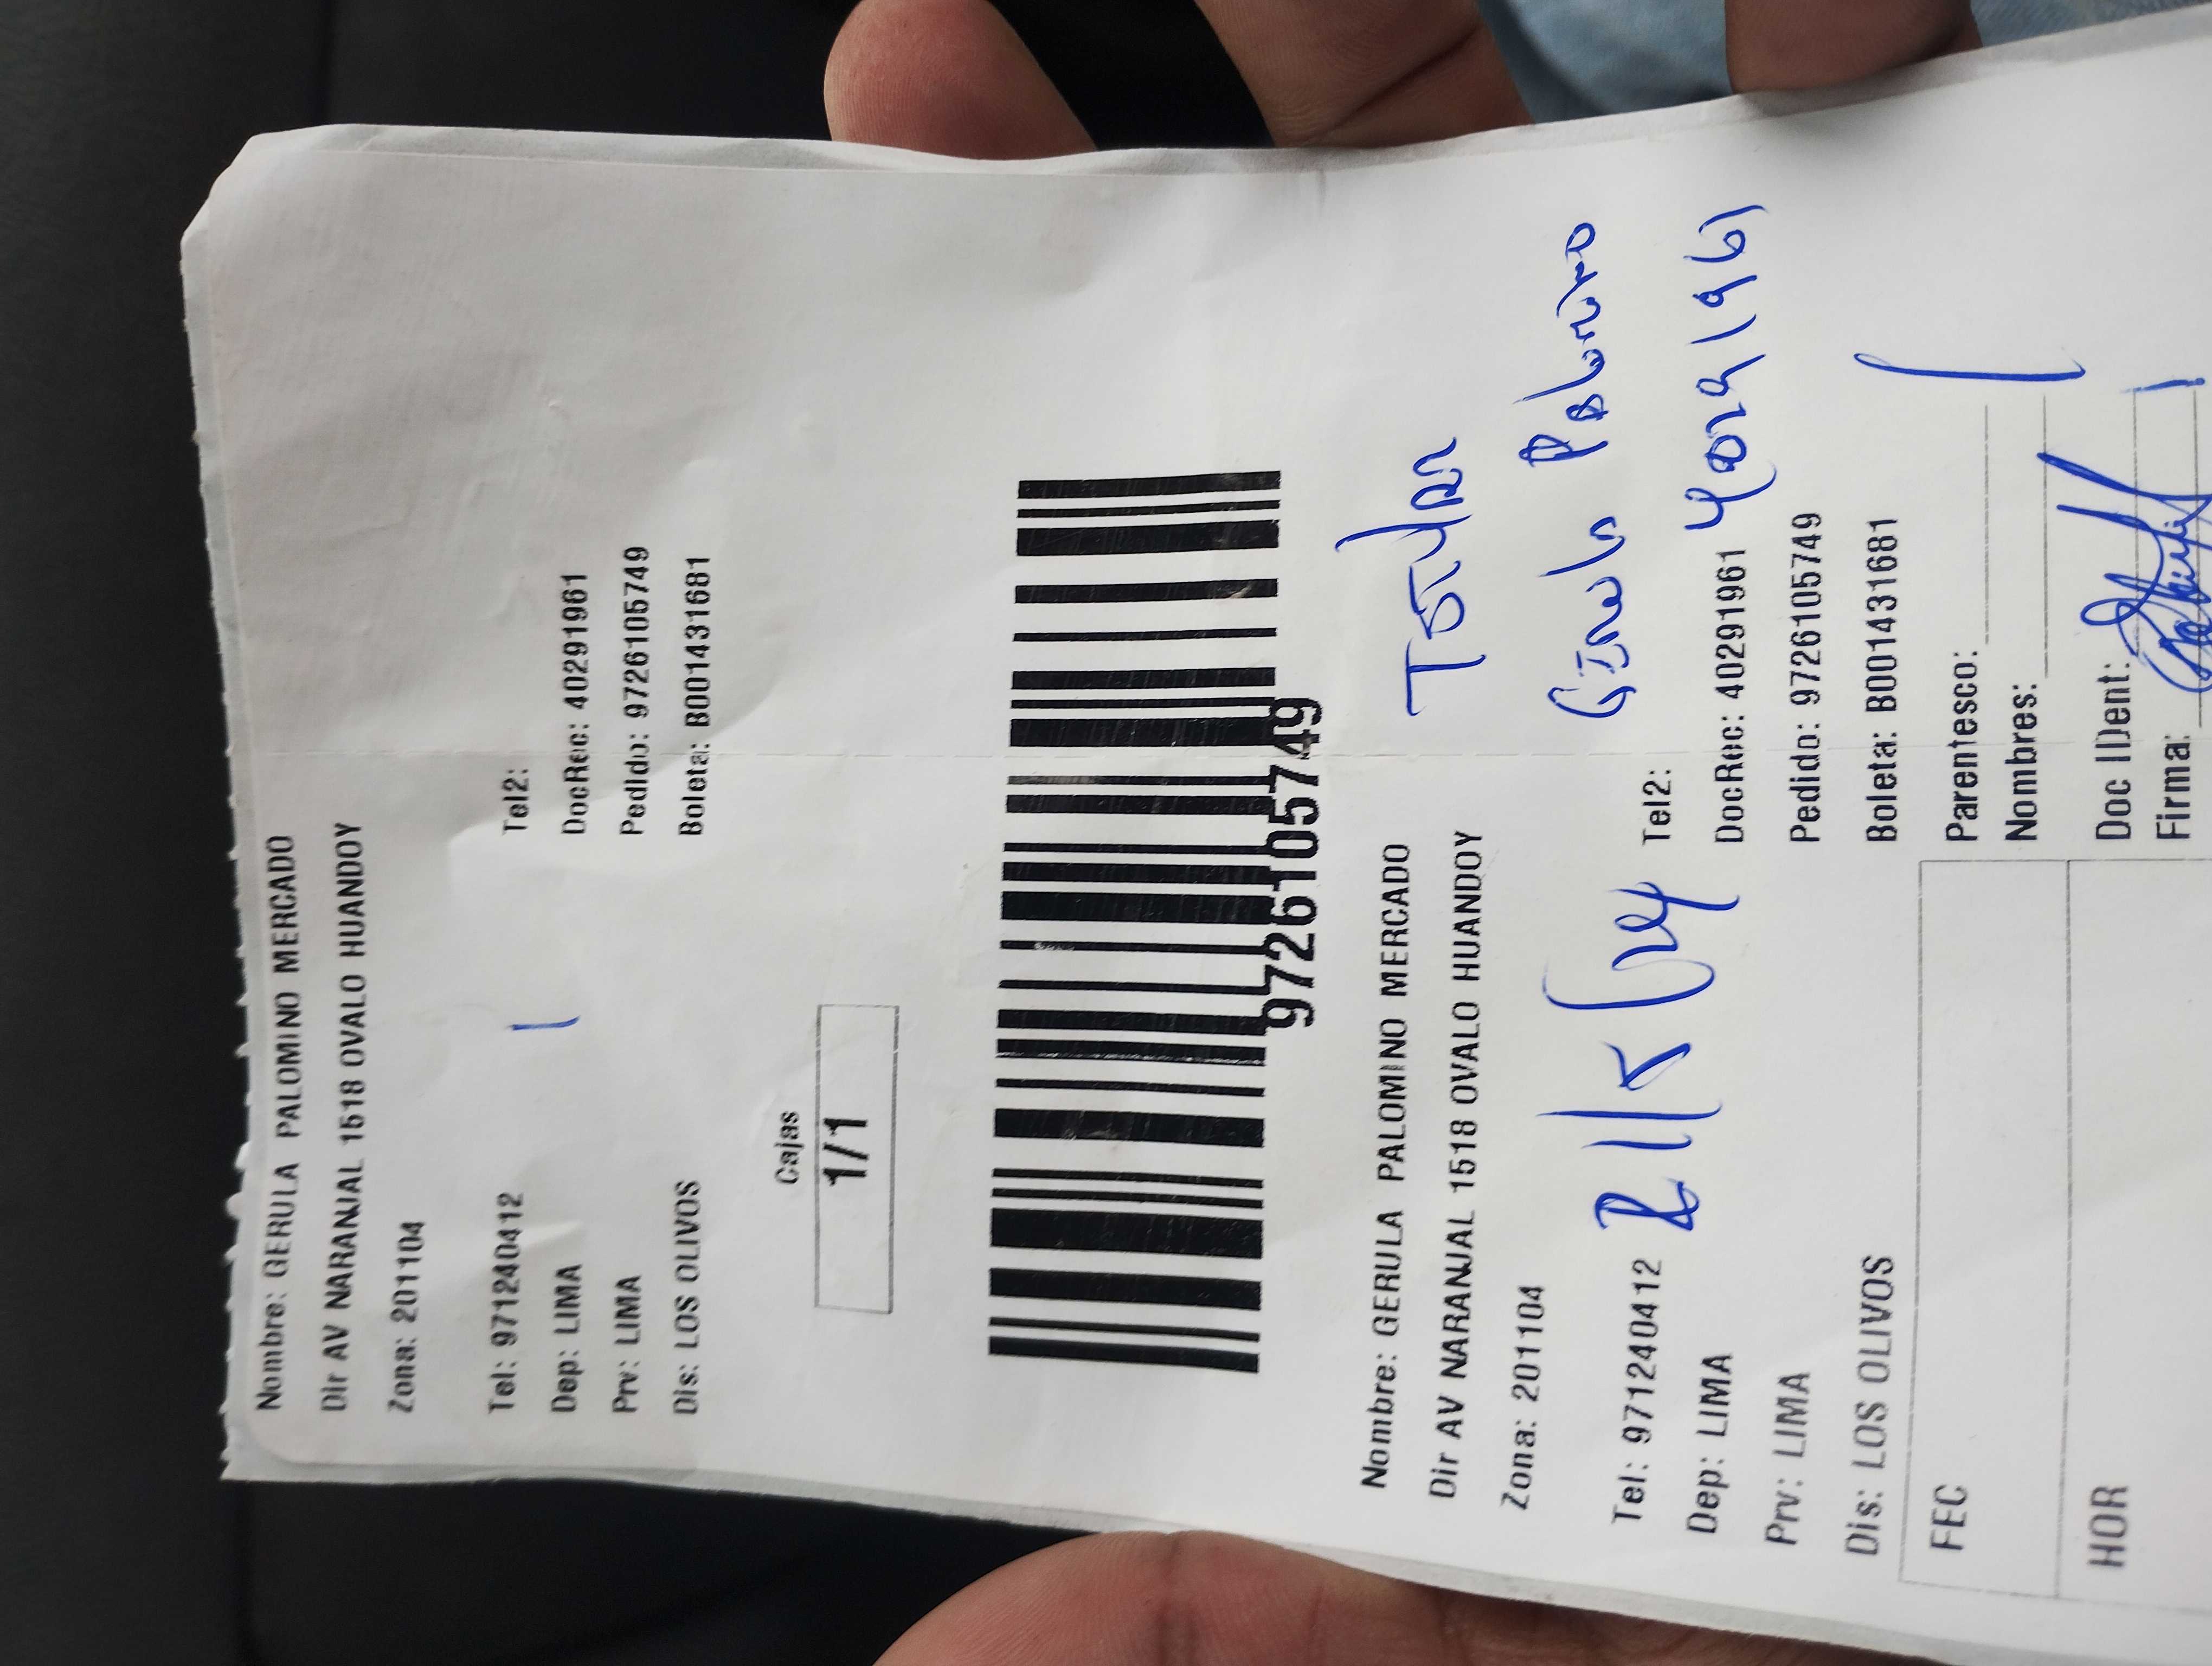 Nombre: GERULA PALOMINO MERCADO
Dir AV NARANJAL 1518 OVALO HUANDOY
Zona: 201104
Tel: 971240412 Tel2:
Dep: LIMA DocRec: 40291961
Prv: LIMA Pedido: 9726105749
Dis: LOS OLIVOS Boleta: B001431681
Cajas
1/1
9726105749
Nombre: GERULA PALOMINO MERCADO
Dir AV NARANJAL 1518 OVALO HUANDOY
Zona: 201104
Palomino
Tel: 971240412 Tel2:
40291961
Dep: LIMA DocRec: 40291961
Prv: LIMA Pedido: 9726105749
Dis: LOS OLIVOS Boleta: B001431681
FEC Parentesco:
Nombres:
HOR Doc IDent:
Firma: